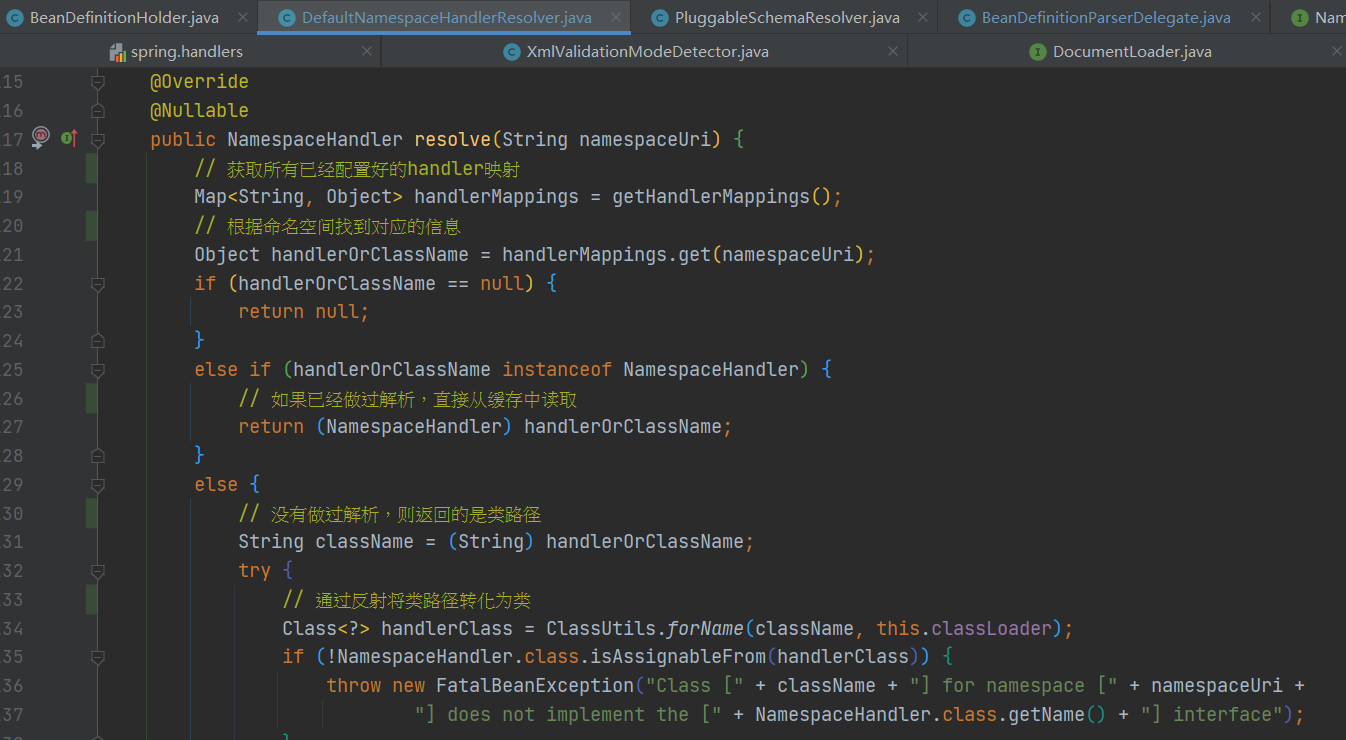 BeanDefinitionHolder.java DefaultNamespaceHandlerResolver.java PluggableSchemaResolver.java BeanDefinitionParserDelegate.java Nam
spring.handlers XmlValidationModeDetector.java DocumentLoader.java
15 @Override
16 @Nullable
17 public NamespaceHandler resolve(String namespaceUri) {
18 // 获取所有已经配置好的handler映射
19 Map<String, Object> handlerMappings = getHandlerMappings();
20 // 根据命名空间找到对应的信息
21 Object handlerOrClassName = handlerMappings.get(namespaceUri);
22 if (handlerOrClassName == null) {
23 return null;
24 }
25 else if (handlerOrClassName instanceof NamespaceHandler) {
26 // 如果已经做过解析，直接从缓存中读取
27 return (NamespaceHandler) handlerOrClassName;
28 }
29 else {
30 // 没有做过解析，则返回的是类路径
31 String className = (String) handlerOrClassName;
32 try {
33 // 通过反射将类路径转化为类
34 Class<?> handlerClass = ClassUtils.forName(className, this.classLoader);
35 if (!NamespaceHandler.class.isAssignableFrom(handlerClass)) {
36 throw new FatalBeanException("Class [" + className + "] for namespace [" + namespaceUri +
37 "] does not implement the [" + NamespaceHandler.class.getName() + "] interface");